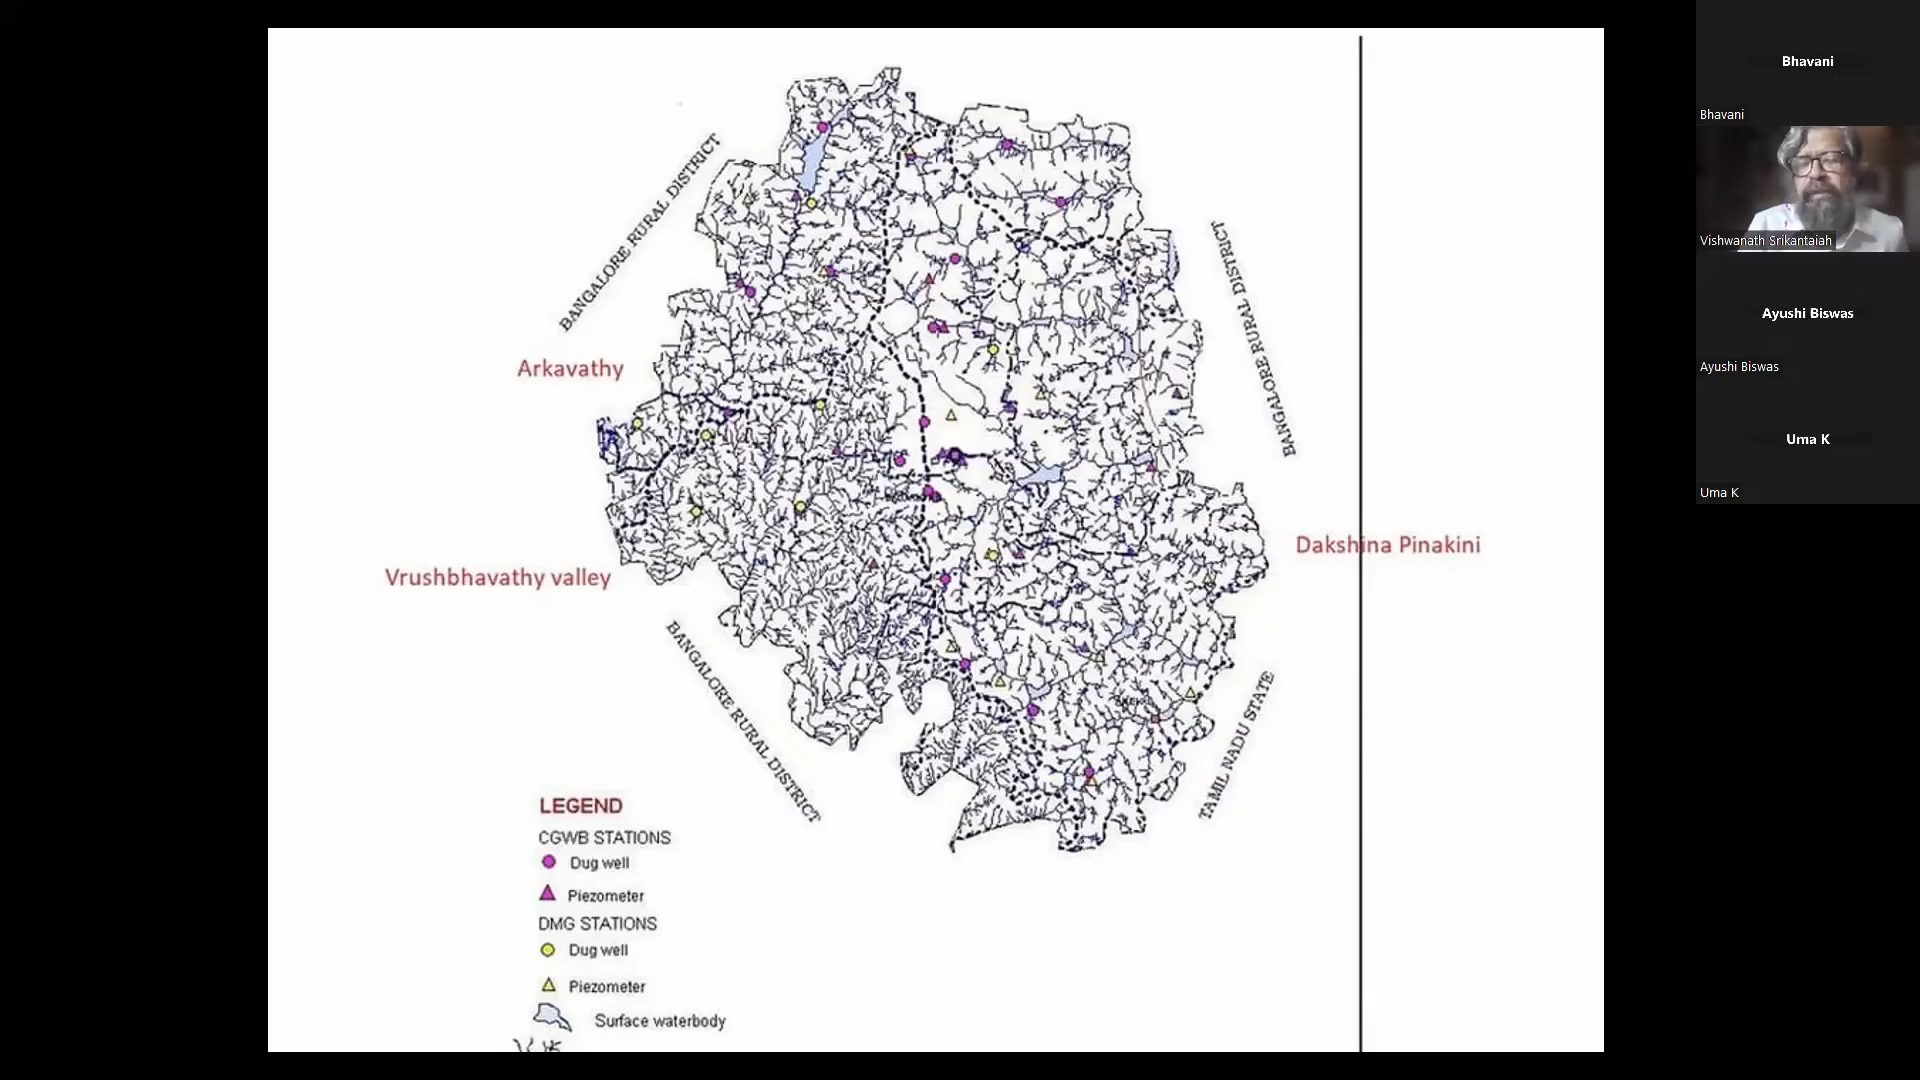 BANGALORE RURAL DISTRICT
BANGALORE RURAL DISTRICT
Arkavathy
Dakshina Pinakini
Vrushbhavathy valley
BANGALORE RURAL DISTRICT
TAMIL NADU STATE
LEGEND
CGWB STATIONS
Dug well
Piezometer
DMG STATIONS
Dug well
Piezometer
Surface waterbody
Bhavani
Bhavani
Vishwanath Srikantaiah
Ayushi Biswas
Ayushi Biswas
Uma K
Uma K